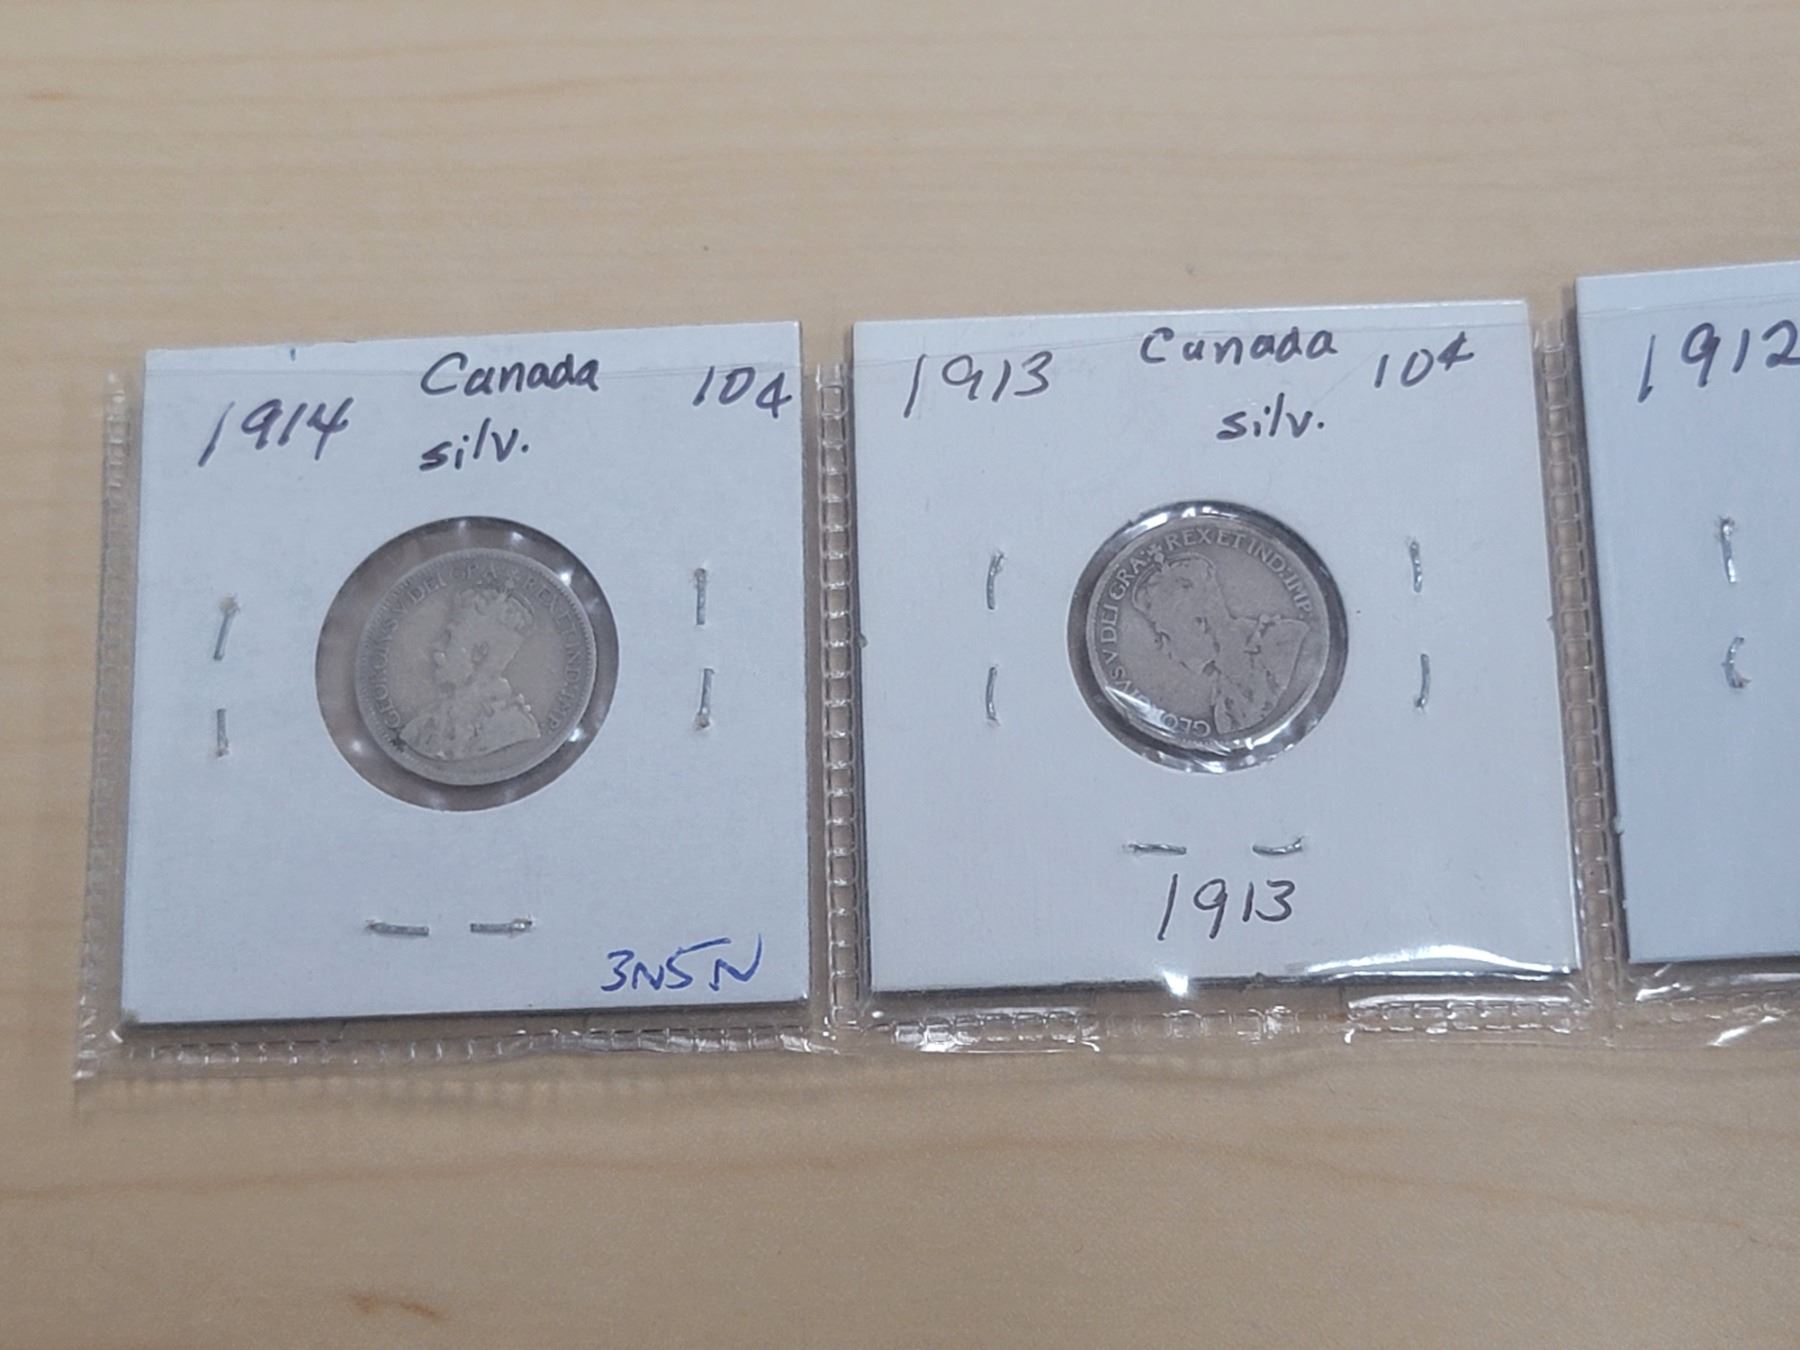 1914 Canada 10¢
silv.
GEORGIVS V DEI GRA: REX ET IND: IMP:
3N5N
1913 Canada 10¢
silv.
GEORGIVS V DEI GRA: REX ET IND: IMP:
1913
1912